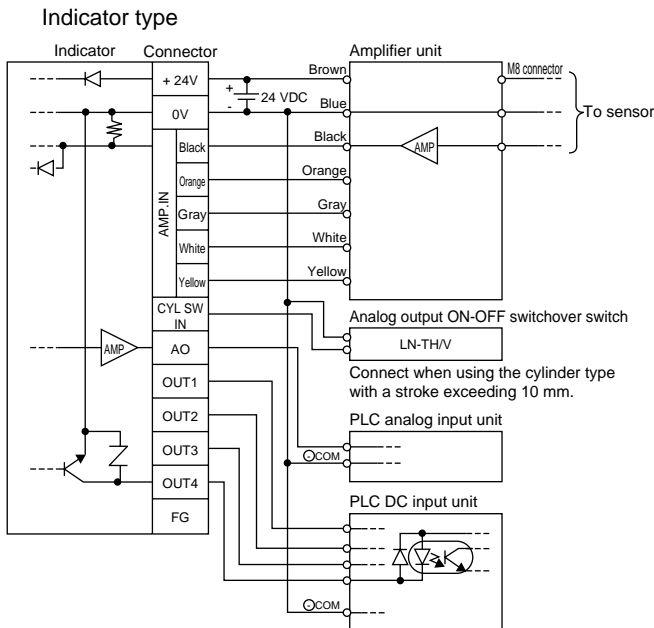 Indicator type
Indicator
Connector
Amplifier unit
+ 24V
0V
Black
Orange
Gray
White
Yellow
AMP.IN
CYL SW
IN
AO
OUT1
OUT2
OUT3
OUT4
FG
AMP
+
-
24 VDC
Brown
Blue
Black
Orange
Gray
White
Yellow
AMP
M8 connector
To sensor
Analog output ON-OFF switchover switch
LN-TH/V
Connect when using the cylinder type
with a stroke exceeding 10 mm.
PLC analog input unit
⊖COM
PLC DC input unit
⊖COM